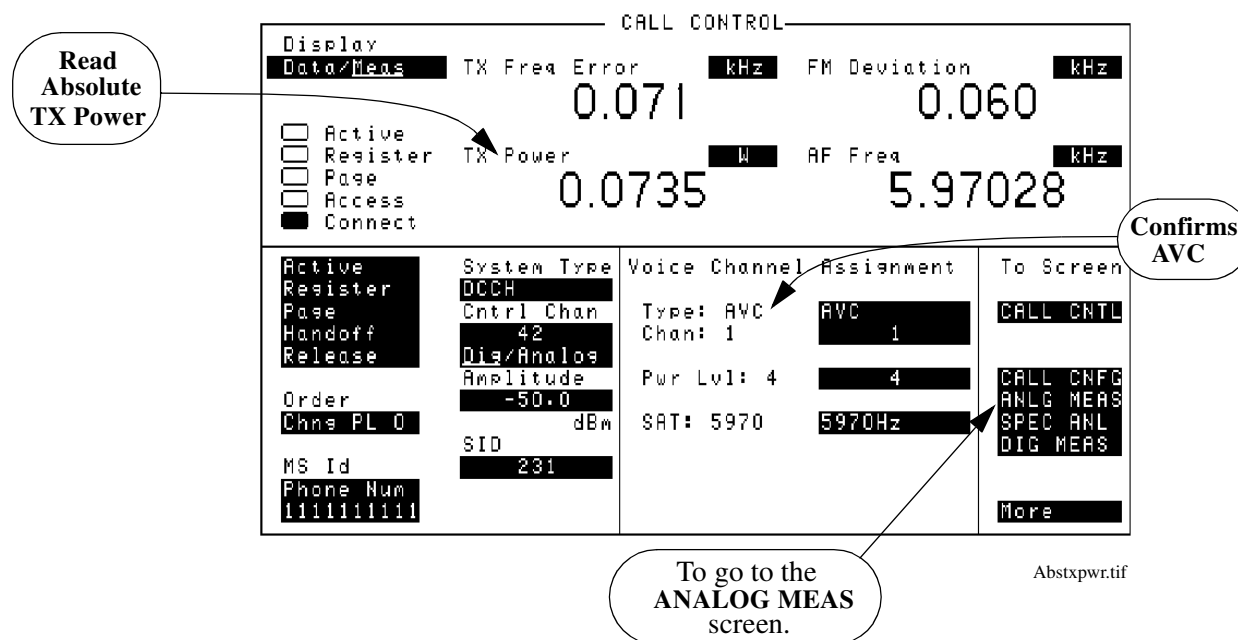 CALL CONTROL
Display
Data/Meas
TX Freq Error kHz
0.071
FM Deviation kHz
0.060
Read
Absolute
TX Power
Active
Register
Page
Access
Connect
TX Power W
0.0735
AF Freq kHz
5.97028
Confirms
AVC
Active
Register
Page
Handoff
Release
Order
Chng PL 0
MS Id
Phone Num
1111111111
System Type
DCCH
Cntrl Chan
42
Dig/Analog
Amplitude
-50.0
dBm
SID
231
Voice Channel Assignment
Type: AVC AVC
Chan: 1 1
Pwr Lvl: 4 4
SAT: 5970 5970Hz
To Screen
CALL CNTL
CALL CNFG
ANLG MEAS
SPEC ANL
DIG MEAS
More
To go to the
ANALOG MEAS
screen.
Abstxpwr.tif